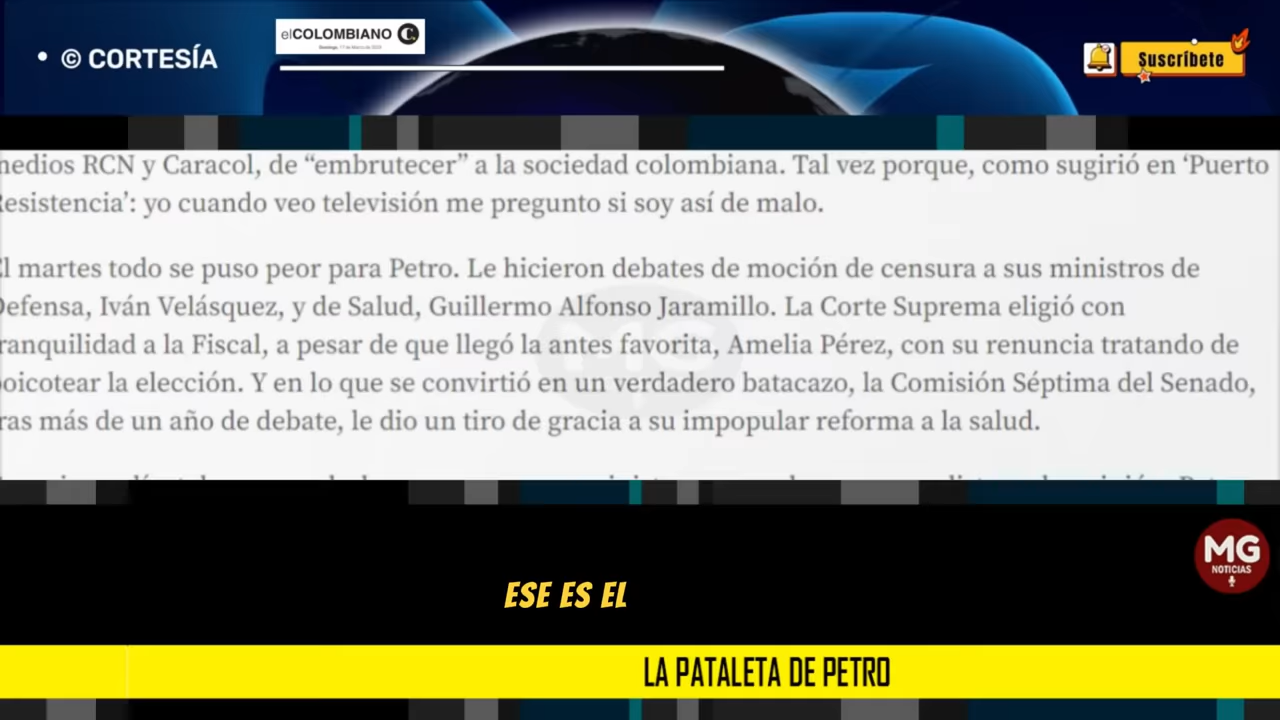 • © CORTESÍA
elCOLOMBIANO
Suscríbete
medios RCN y Caracol, de “embrutecer” a la sociedad colombiana. Tal vez porque, como sugirió en ‘Puerto
Resistencia’: yo cuando veo televisión me pregunto si soy así de malo.
El martes todo se puso peor para Petro. Le hicieron debates de moción de censura a sus ministros de
Defensa, Iván Velásquez, y de Salud, Guillermo Alfonso Jaramillo. La Corte Suprema eligió con
tranquilidad a la Fiscal, a pesar de que llegó la antes favorita, Amelia Pérez, con su renuncia tratando de
boicotear la elección. Y en lo que se convirtió en un verdadero batacazo, la Comisión Séptima del Senado,
tras más de un año de debate, le dio un tiro de gracia a su impopular reforma a la salud.
MG
NOTICIAS
ESE ES EL
LA PATALETA DE PETRO